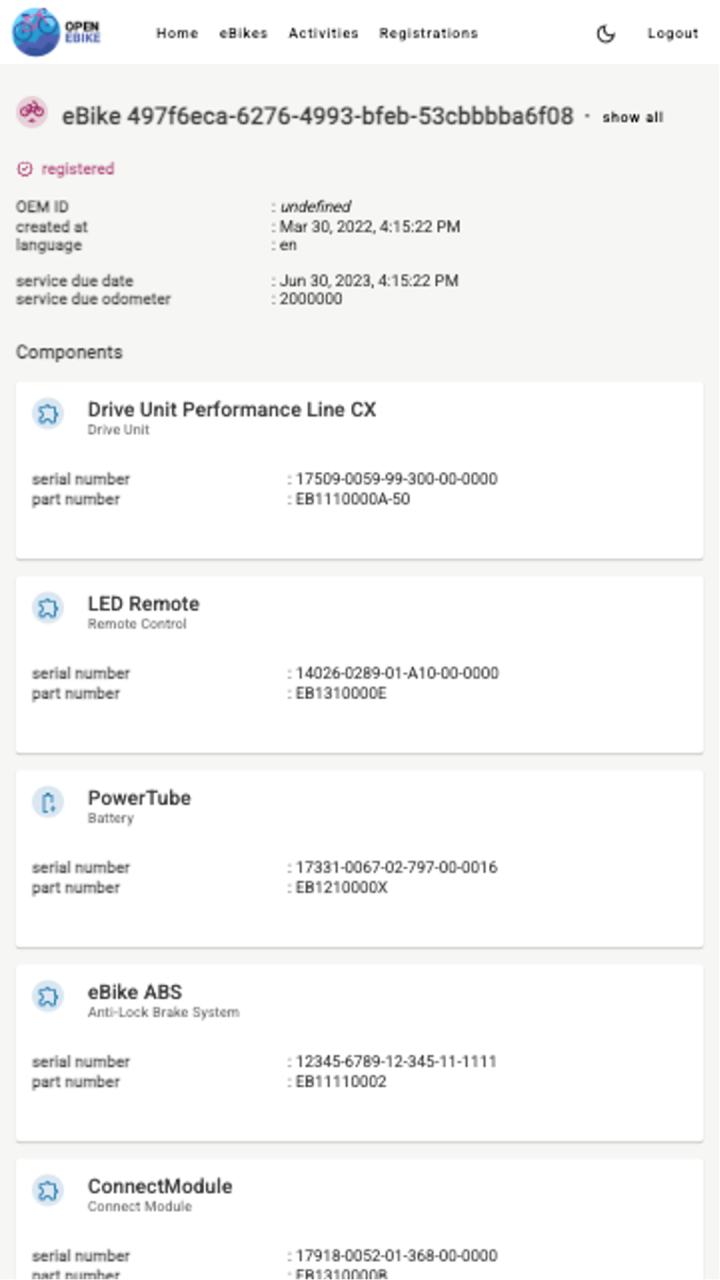 OPEN
EBIKE
Home eBikes Activities Registrations Logout
eBike 497f6eca-6276-4993-bfeb-53cbbbba6f08 · show all
registered
OEM ID : undefined
created at : Mar 30, 2022, 4:15:22 PM
language : en
service due date : Jun 30, 2023, 4:15:22 PM
service due odometer : 2000000
Components
Drive Unit Performance Line CX
Drive Unit
serial number : 17509-0059-99-300-00-0000
part number : EB1110000A-50
LED Remote
Remote Control
serial number : 14026-0289-01-A10-00-0000
part number : EB1310000E
PowerTube
Battery
serial number : 17331-0067-02-797-00-0016
part number : EB1210000X
eBike ABS
Anti-Lock Brake System
serial number : 12345-6789-12-345-11-1111
part number : EB11110002
ConnectModule
Connect Module
serial number : 17918-0052-01-368-00-0000
part number : EB1310000B